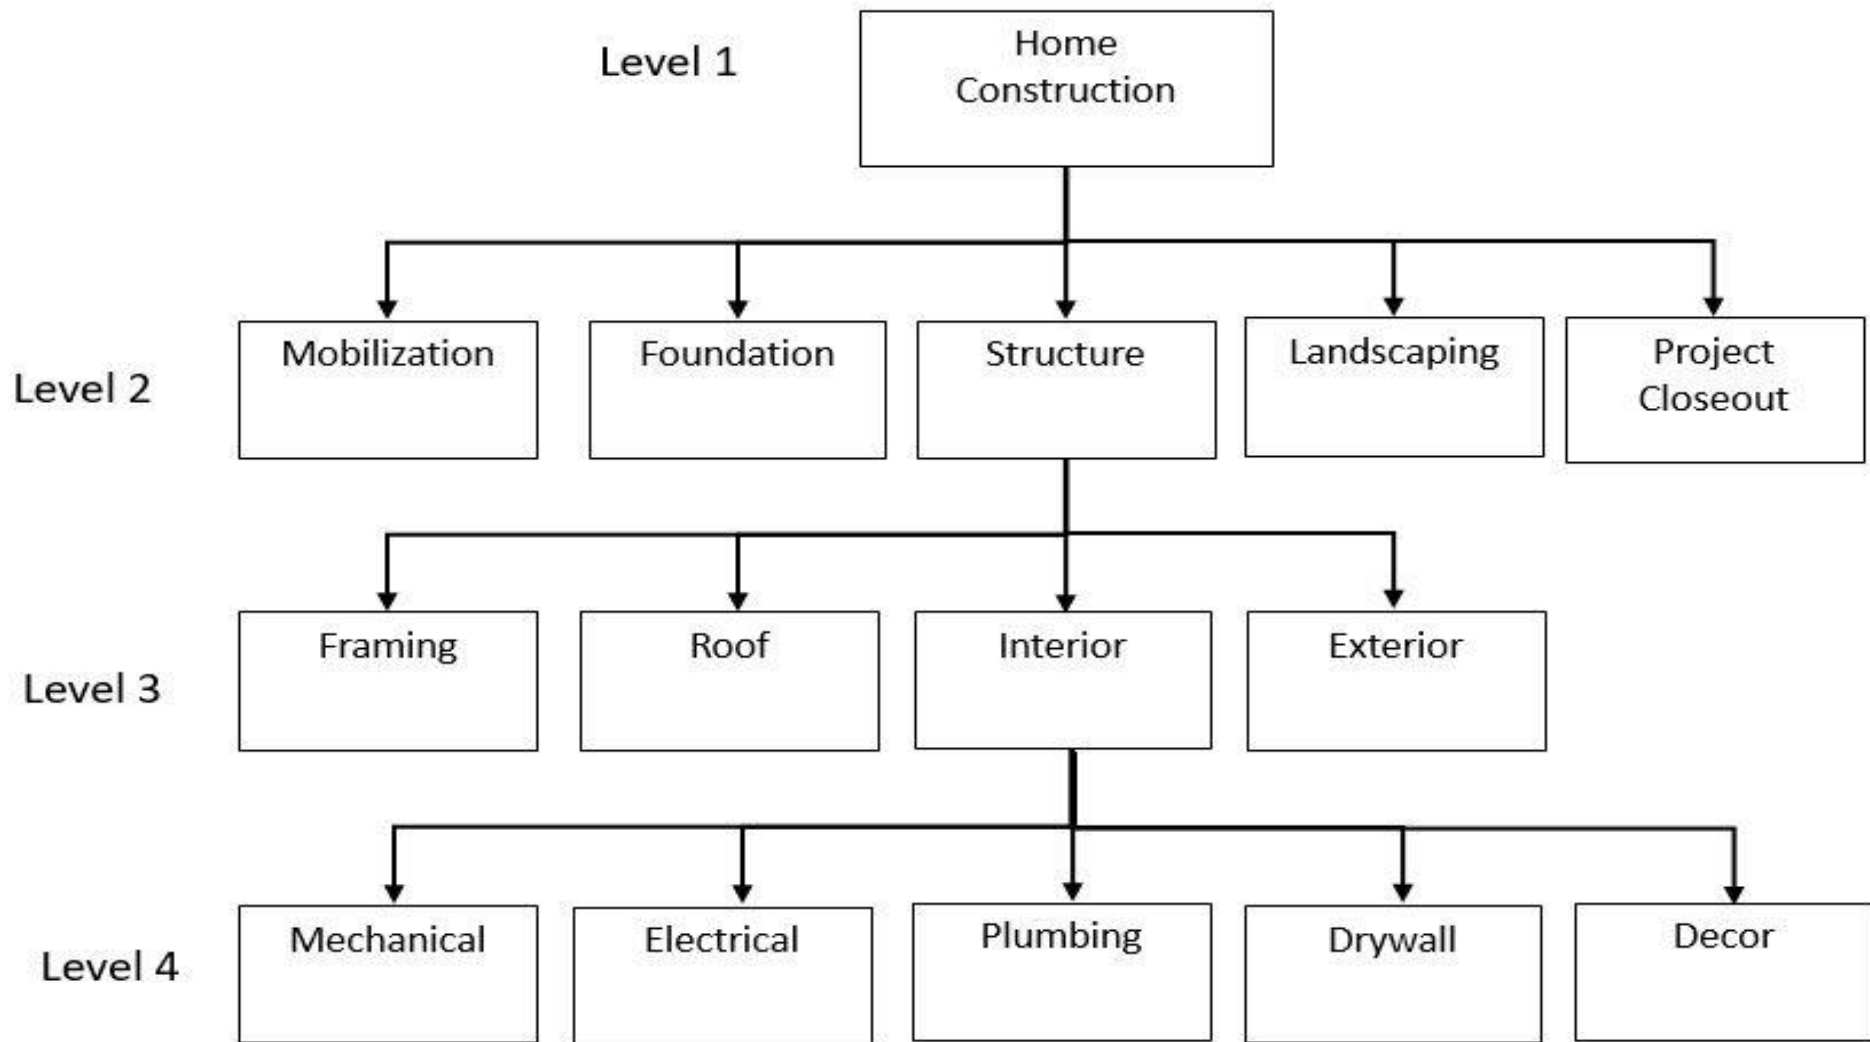 Level 1
Home
Construction
Level 2
Mobilization
Foundation
Structure
Landscaping
Project
Closeout
Level 3
Framing
Roof
Interior
Exterior
Level 4
Mechanical
Electrical
Plumbing
Drywall
Decor